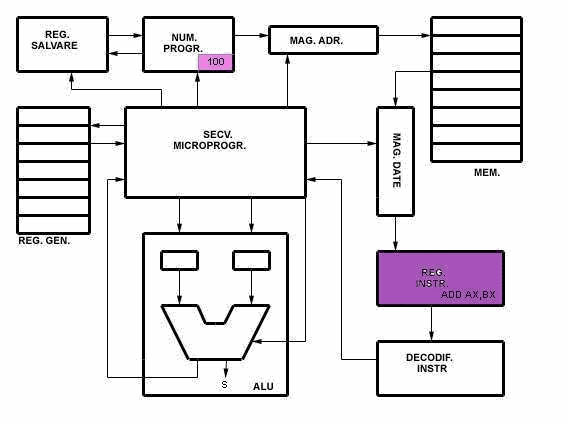 REG.
SALVARE
NUM.
PROGR.
100
MAG. ADR.
SECV.
MICROPROGR.
MAG. DATE
MEM.
REG. GEN.
REG.
INSTR.
ADD AX,BX
DECODIF.
INSTR
S
ALU